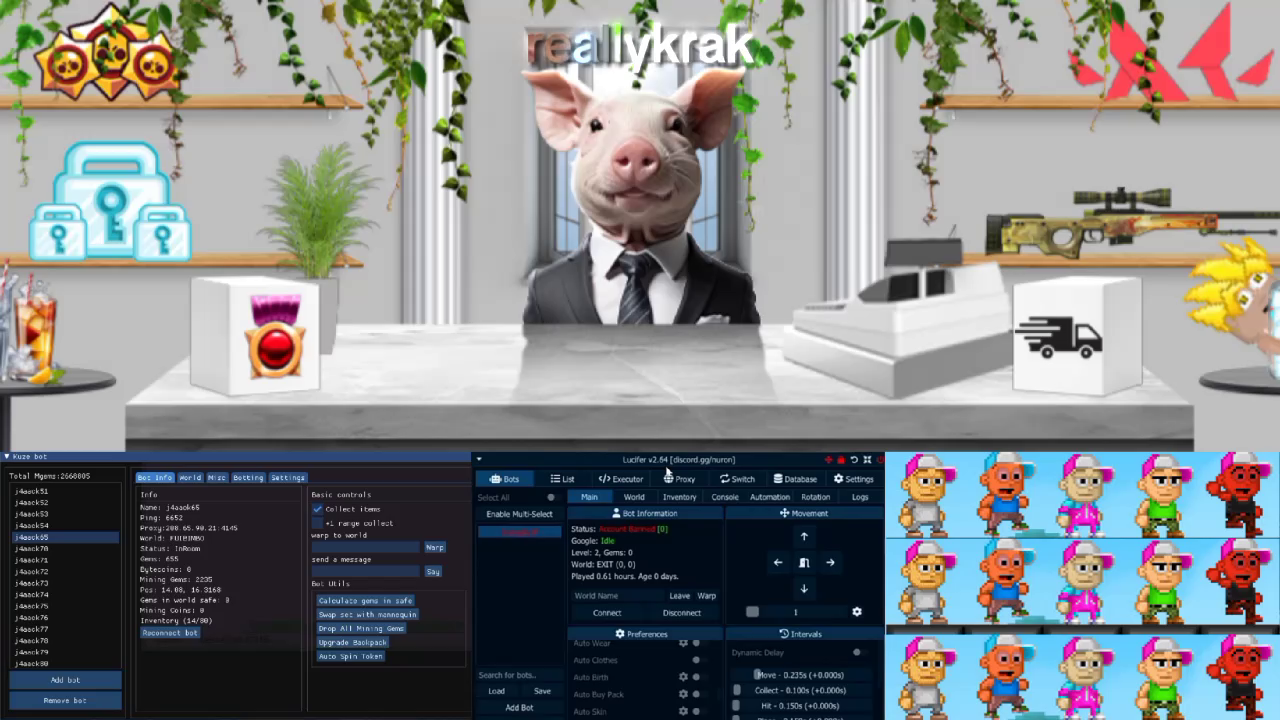 reallykrak
Kuze bot
Total Mgems:2660805
j4aack51
j4aack52
j4aack53
j4aack54
j4aack65
j4aack70
j4aack71
j4aack72
j4aack73
j4aack74
j4aack75
j4aack76
j4aack77
j4aack78
j4aack79
j4aack80
Add bot
Remove bot
Bot Info World Misc Botting Settings
Info
Name: j4aack65
Ping: 6652
World: FUIBIMBO
Status: InRoom
Gems: 655
Bytecoins: 0
Mining Gems: 2235
Pos: 14.08, 16.3168
Gems in world safe: 0
Mining Coins: 0
Inventory (14/80)
Reconnect bot
Basic controls
Collect items
+1 range collect
warp to world
Warp
send a message
Say
Bot Utils
Calculate gems in safe
Swap sec with mannequin
Drop All Mining Gems
Upgrade Backpack
Auto Spin Token
Lucifer v2.64 [discord.gg/nuron]
Bots List Executor Proxy Switch Database Settings
Select All
Enable Multi-Select
Search for bots..
Load Save
Add Bot
Main World Inventory Console Automation Rotation Logs
Bot Information
Status: Account Banned [0]
Google: Idle
Level: 2, Gems: 0
World: EXIT (0, 0)
Played 0.61 hours. Age 0 days.
World Name Leave Warp
Connect Disconnect
Movement
1
Preferences
Auto Wear
Auto Clothes
Auto Birth
Auto Buy Pack
Auto Skin
Intervals
Dynamic Delay
Move - 0.235s (+0.000s)
Collect - 0.100s (+0.000s)
Hit - 0.150s (+0.000s)